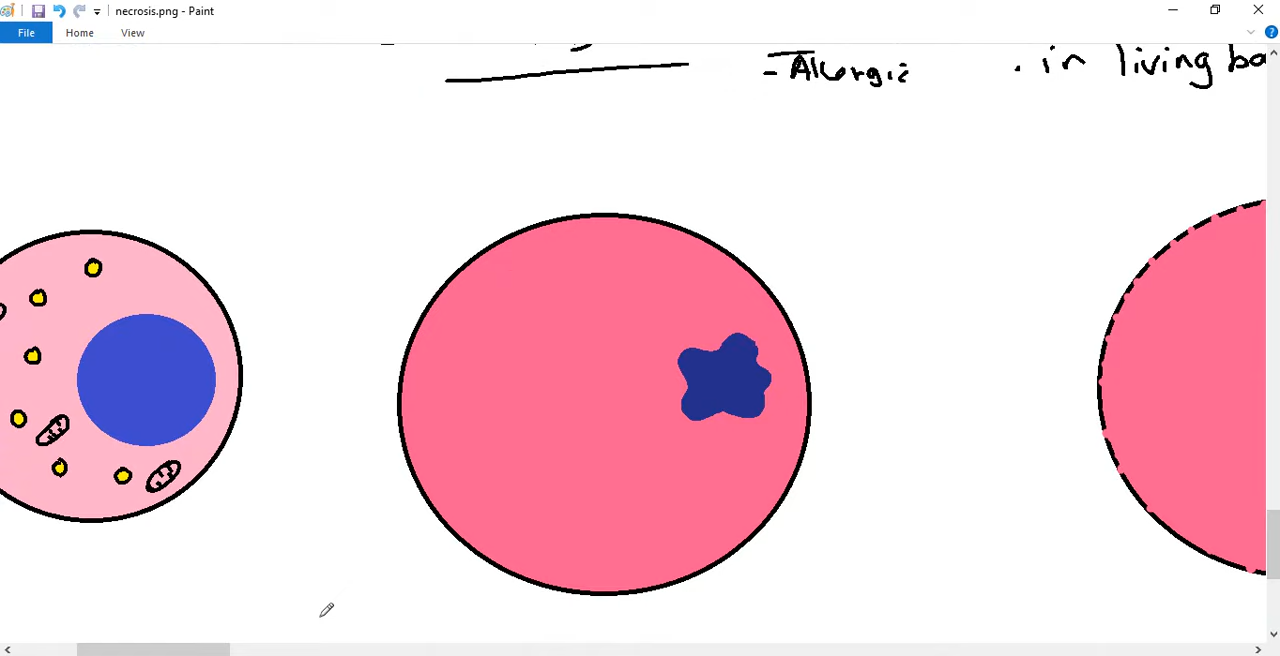 necrosis.png - Paint
File Home View
- Allergic . in living bo